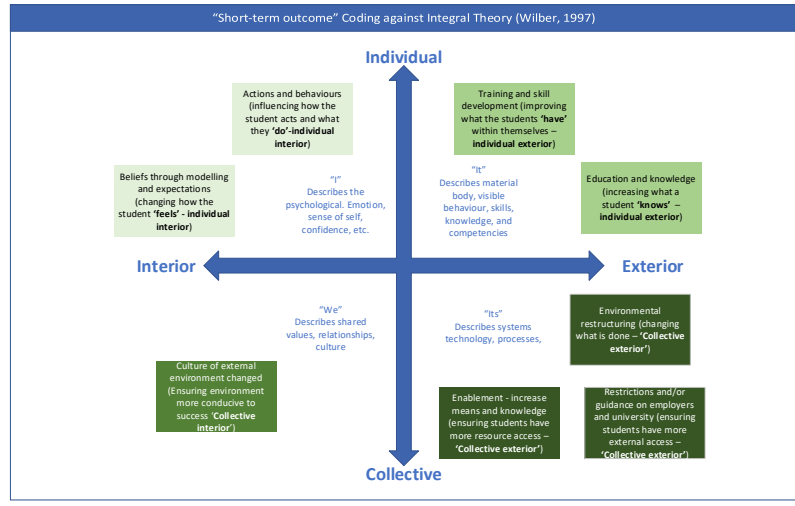 “Short-term outcome” Coding against Integral Theory (Wilber, 1997)
Individual
Actions and behaviours
(influencing how the
student acts and what
they ‘do’-individual
interior)
Training and skill
development (improving
what the students ‘have’
within themselves –
individual exterior)
Beliefs through modelling
and expectations
(changing how the
student ‘feels’ - individual
interior)
“I”
Describes the
psychological. Emotion,
sense of self,
confidence, etc.
“It”
Describes material
body, visible
behaviour, skills,
knowledge, and
competencies
Education and knowledge
(increasing what a
student ‘knows’ –
individual exterior)
Interior
Exterior
“We”
Describes shared
values, relationships,
culture
“Its”
Describes systems
technology, processes,
Environmental
restructuring (changing
what is done – ‘Collective
exterior’)
Culture of external
environment changed
(Ensuring environment
more conducive to
success ‘Collective
interior’)
Enablement - increase
means and knowledge
(ensuring students have
more resource access –
‘Collective exterior’)
Restrictions and/or
guidance on employers
and university (ensuring
students have more
external access –
‘Collective exterior’)
Collective